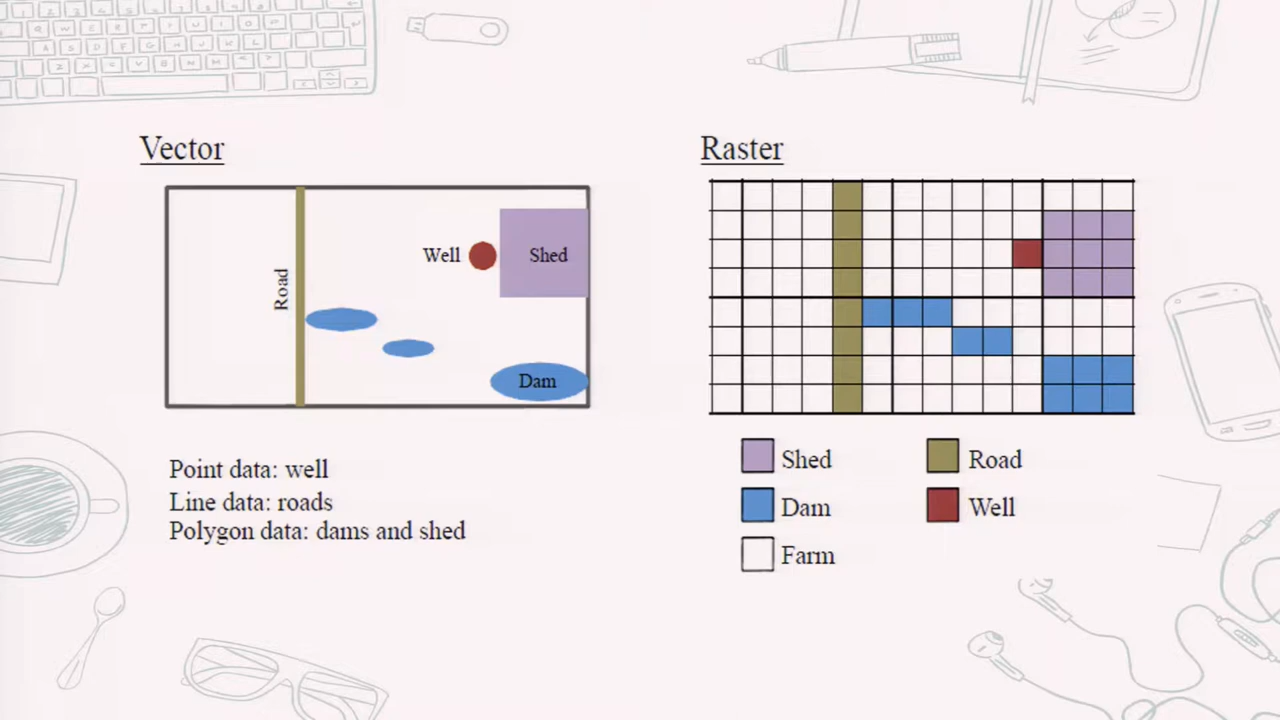 Vector
Road
Well
Shed
Dam
Point data: well
Line data: roads
Polygon data: dams and shed
Raster
Shed
Road
Dam
Well
Farm